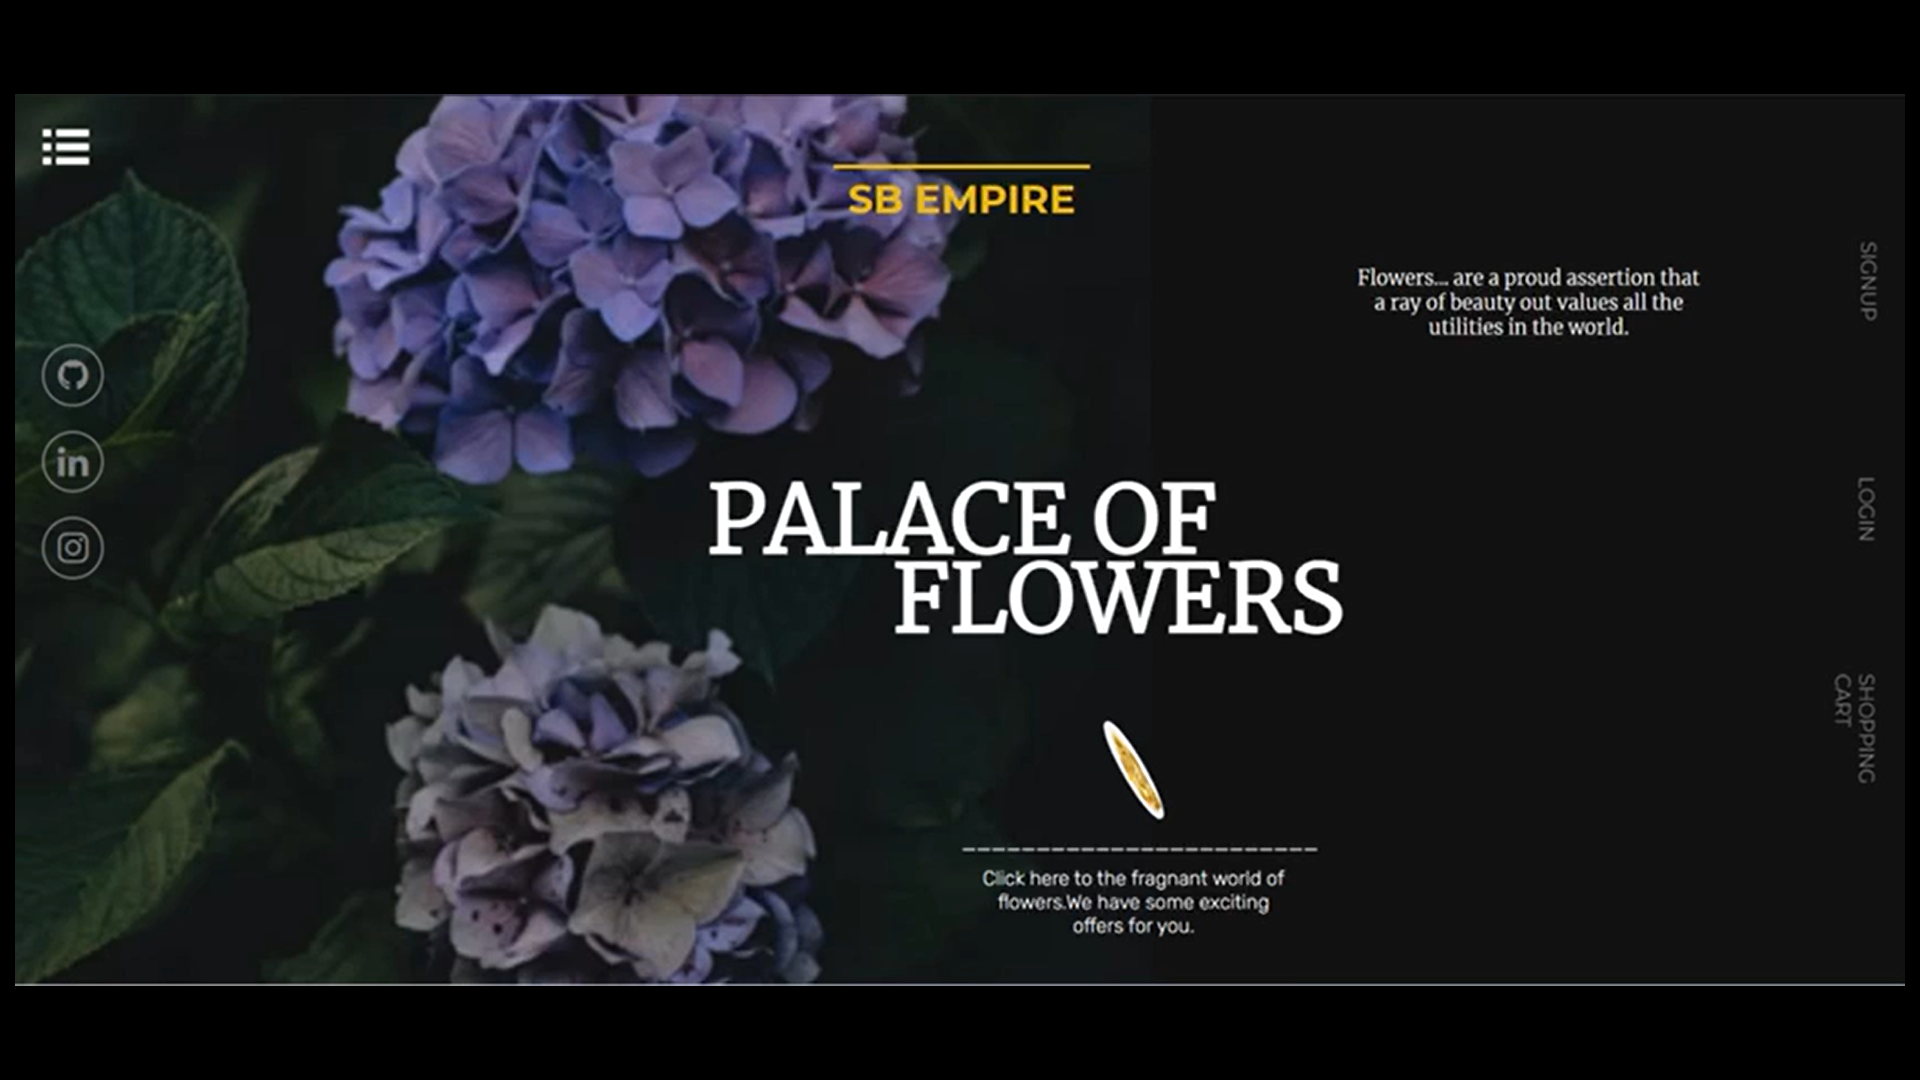 SB EMPIRE
Flowers... are a proud assertion that
a ray of beauty out values all the
utilities in the world.
SIGNUP
in
LOGIN
PALACE OF
FLOWERS
SHOPPING
CART
________________________
Click here to the fragnant world of
flowers.We have some exciting
offers for you.